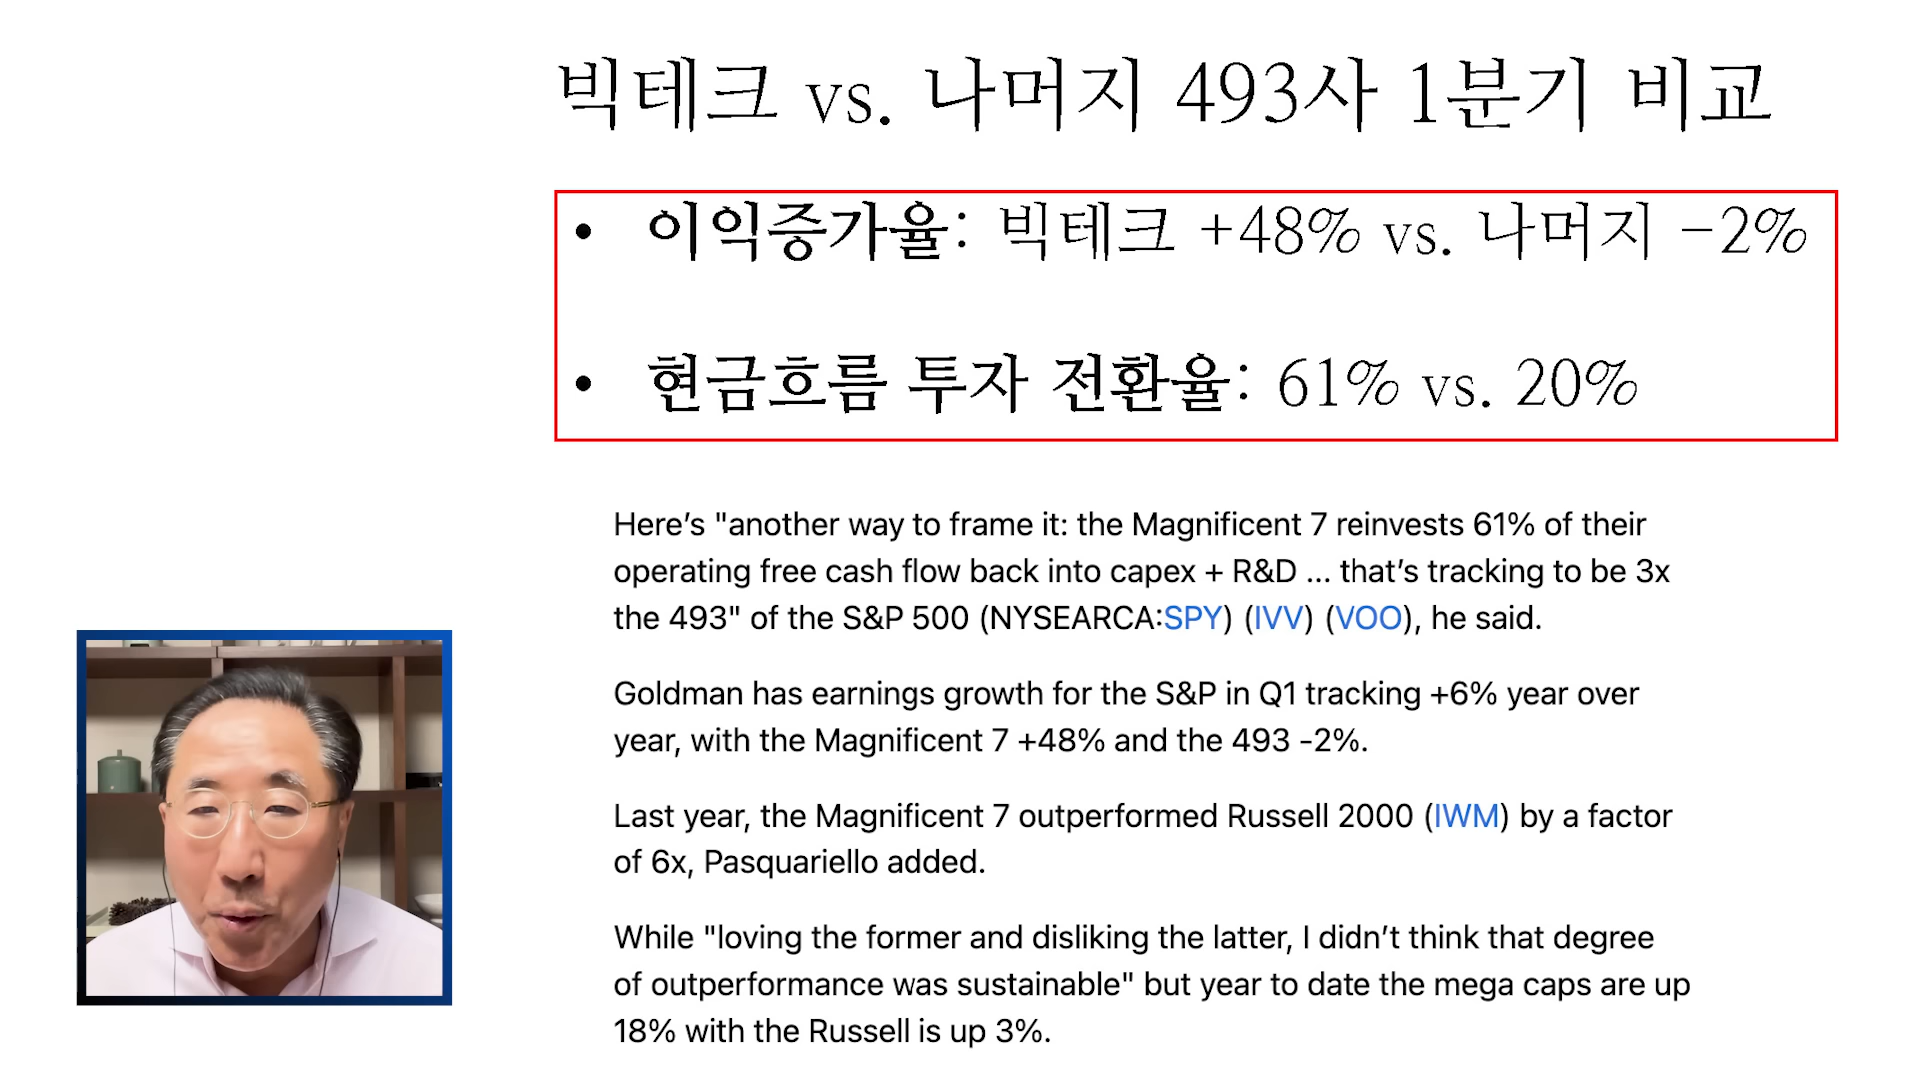 빅테크 vs. 나머지 493사 1분기 비교
• 이익증가율: 빅테크 +48% vs. 나머지 -2%
• 현금흐름 투자 전환율: 61% vs. 20%
Here’s "another way to frame it: the Magnificent 7 reinvests 61% of their
operating free cash flow back into capex + R&D ... that’s tracking to be 3x
the 493" of the S&P 500 (NYSEARCA:SPY) (IVV) (VOO), he said.
Goldman has earnings growth for the S&P in Q1 tracking +6% year over
year, with the Magnificent 7 +48% and the 493 -2%.
Last year, the Magnificent 7 outperformed Russell 2000 (IWM) by a factor
of 6x, Pasquariello added.
While "loving the former and disliking the latter, I didn’t think that degree
of outperformance was sustainable" but year to date the mega caps are up
18% with the Russell is up 3%.